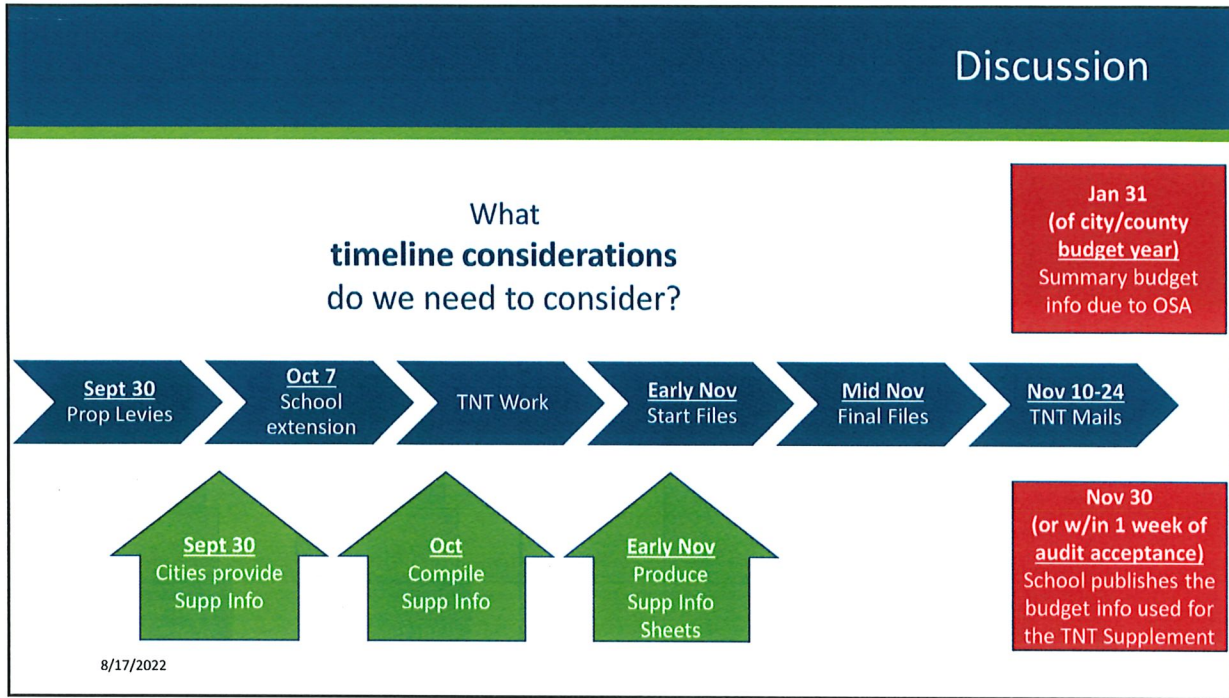 Discussion
What
timeline considerations
do we need to consider?
Jan 31
(of city/county
budget year)
Summary budget
info due to OSA
Sept 30
Prop Levies
Oct 7
School
extension
TNT Work
Early Nov
Start Files
Mid Nov
Final Files
Nov 10-24
TNT Mails
Sept 30
Cities provide
Supp Info
Oct
Compile
Supp Info
Early Nov
Produce
Supp Info
Sheets
Nov 30
(or w/in 1 week of
audit acceptance)
School publishes the
budget info used for
the TNT Supplement
8/17/2022